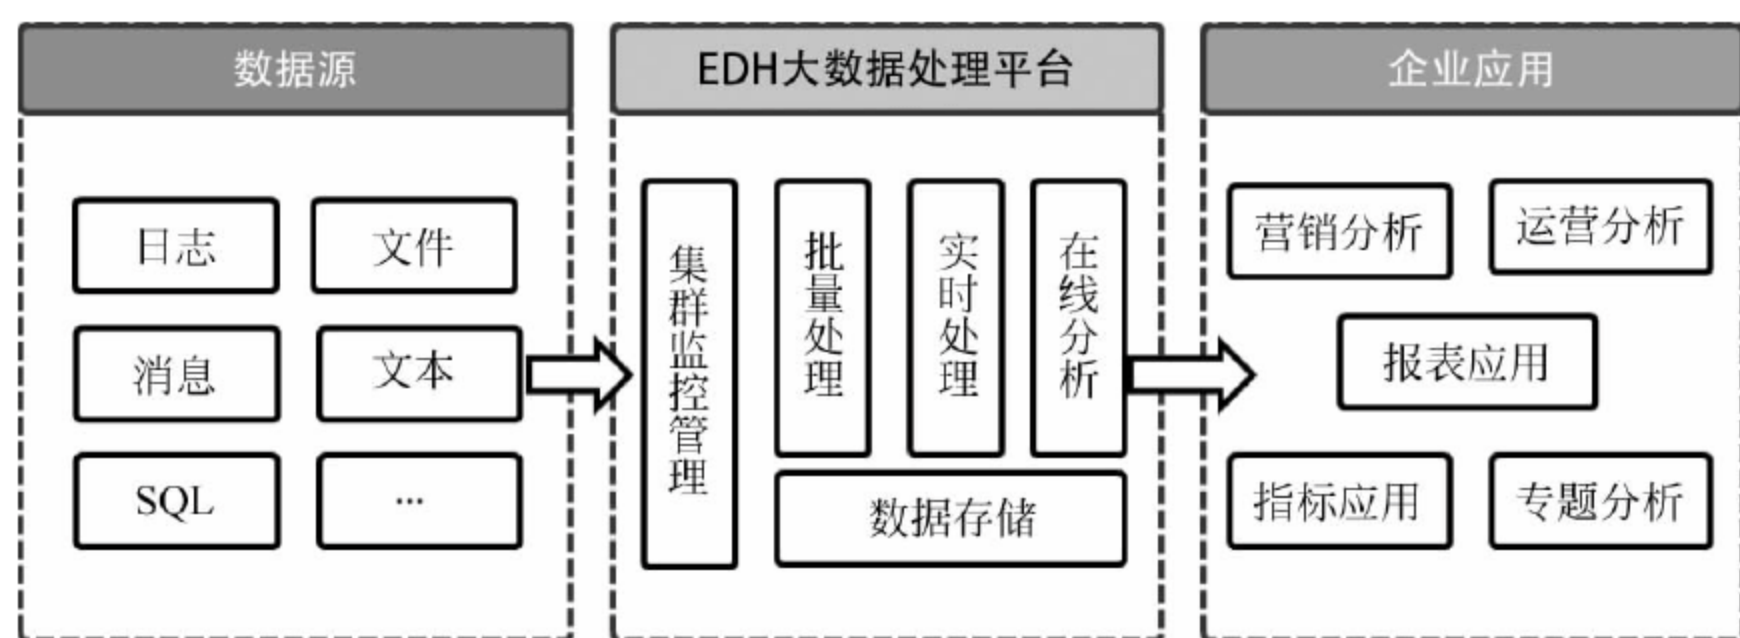 数据源
日志
文件
消息
文本
SQL
...
EDH大数据处理平台
集群监控管理
批量处理
实时处理
在线分析
数据存储
企业应用
营销分析
运营分析
报表应用
指标应用
专题分析